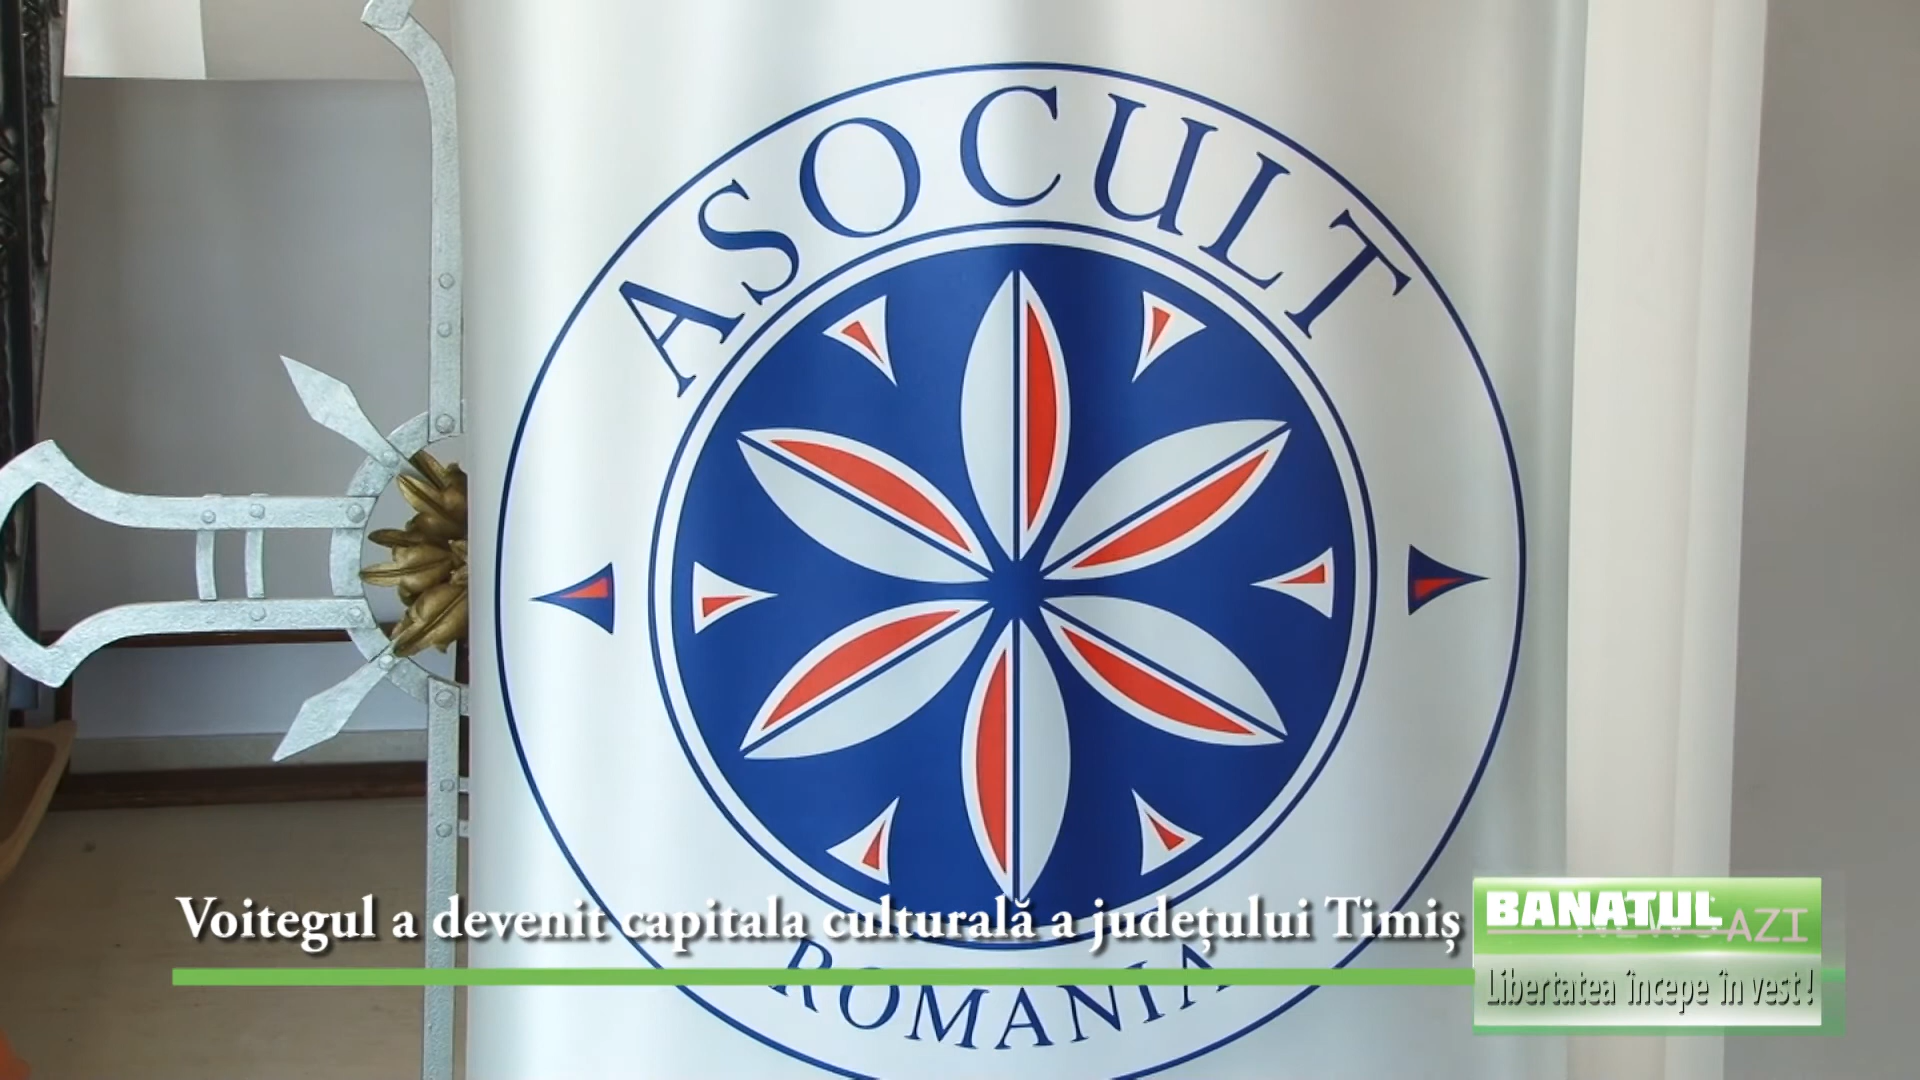 ASOCULT
ROMANIA
Voitegul a devenit capitala culturală a județului Timiș
BANATUL
AZI
Libertatea începe în vest!